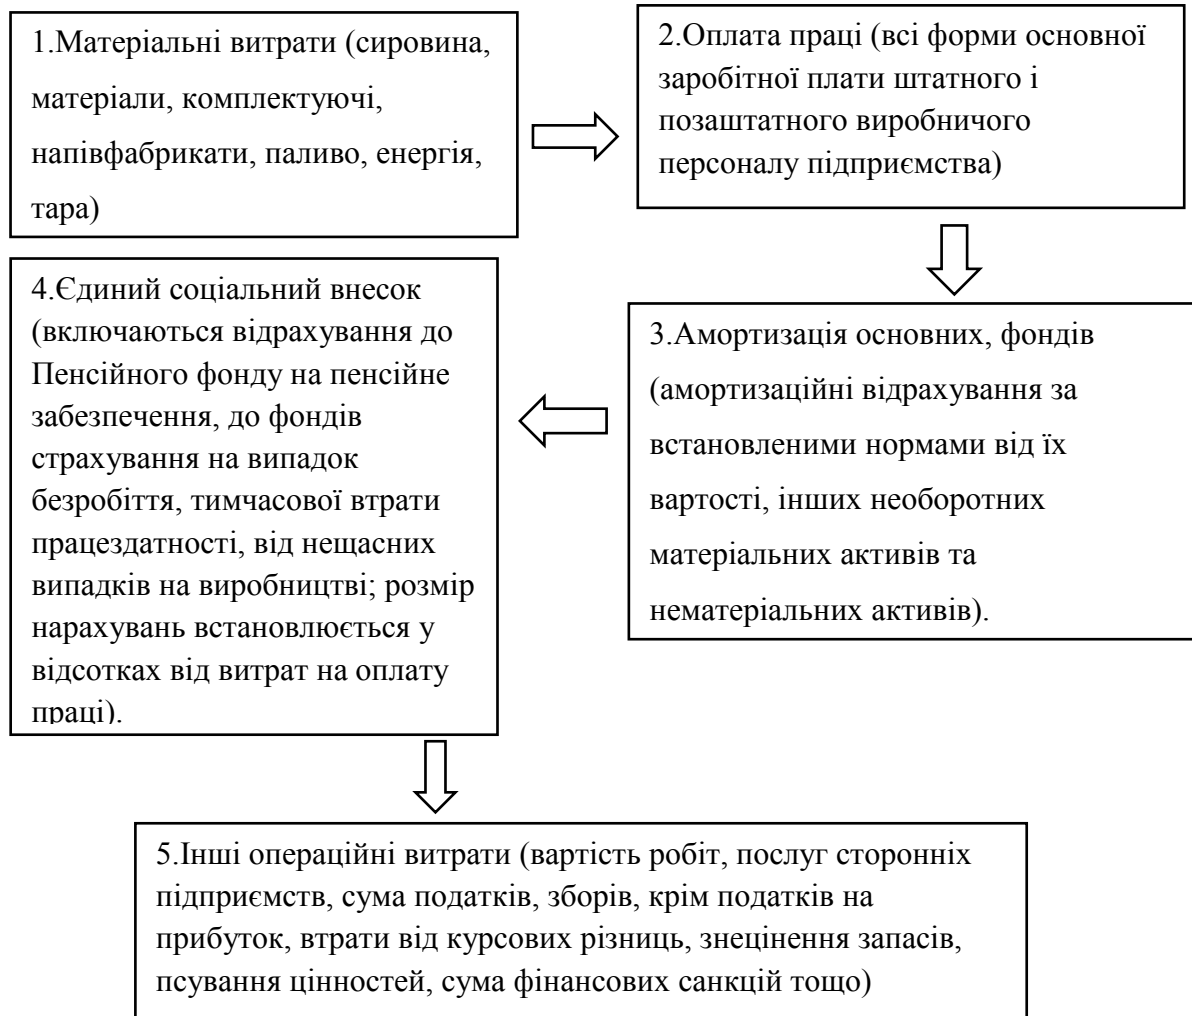 1.Матеріальні витрати (сировина,
матеріали, комплектуючі,
напівфабрикати, паливо, енергія,
тара)
2.Оплата праці (всі форми основної
заробітної плати штатного і
позаштатного виробничого
персоналу підприємства)
3.Амортизація основних, фондів
(амортизаційні відрахування за
встановленими нормами від їх
вартості, інших необоротних
матеріальних активів та
нематеріальних активів).
4.Єдиний соціальний внесок
(включаються відрахування до
Пенсійного фонду на пенсійне
забезпечення, до фондів
страхування на випадок
безробіття, тимчасової втрати
працездатності, від нещасних
випадків на виробництві; розмір
нарахувань встановлюється у
відсотках від витрат на оплату
праці).
5.Інші операційні витрати (вартість робіт, послуг сторонніх
підприємств, сума податків, зборів, крім податків на
прибуток, втрати від курсових різниць, знецінення запасів,
псування цінностей, сума фінансових санкцій тощо)